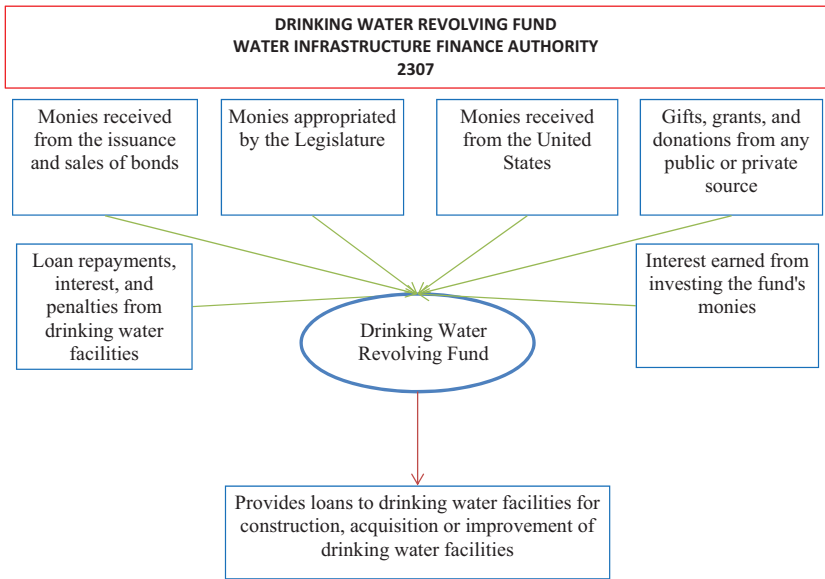 DRINKING WATER REVOLVING FUND
WATER INFRASTRUCTURE FINANCE AUTHORITY
2307
Monies received
from the issuance
and sales of bonds
Monies appropriated
by the Legislature
Monies received
from the United
States
Gifts, grants, and
donations from any
public or private
source
Loan repayments,
interest, and
penalties from
drinking water
facilities
Interest earned from
investing the fund's
monies
Drinking Water
Revolving Fund
Provides loans to drinking water facilities for
construction, acquisition or improvement of
drinking water facilities